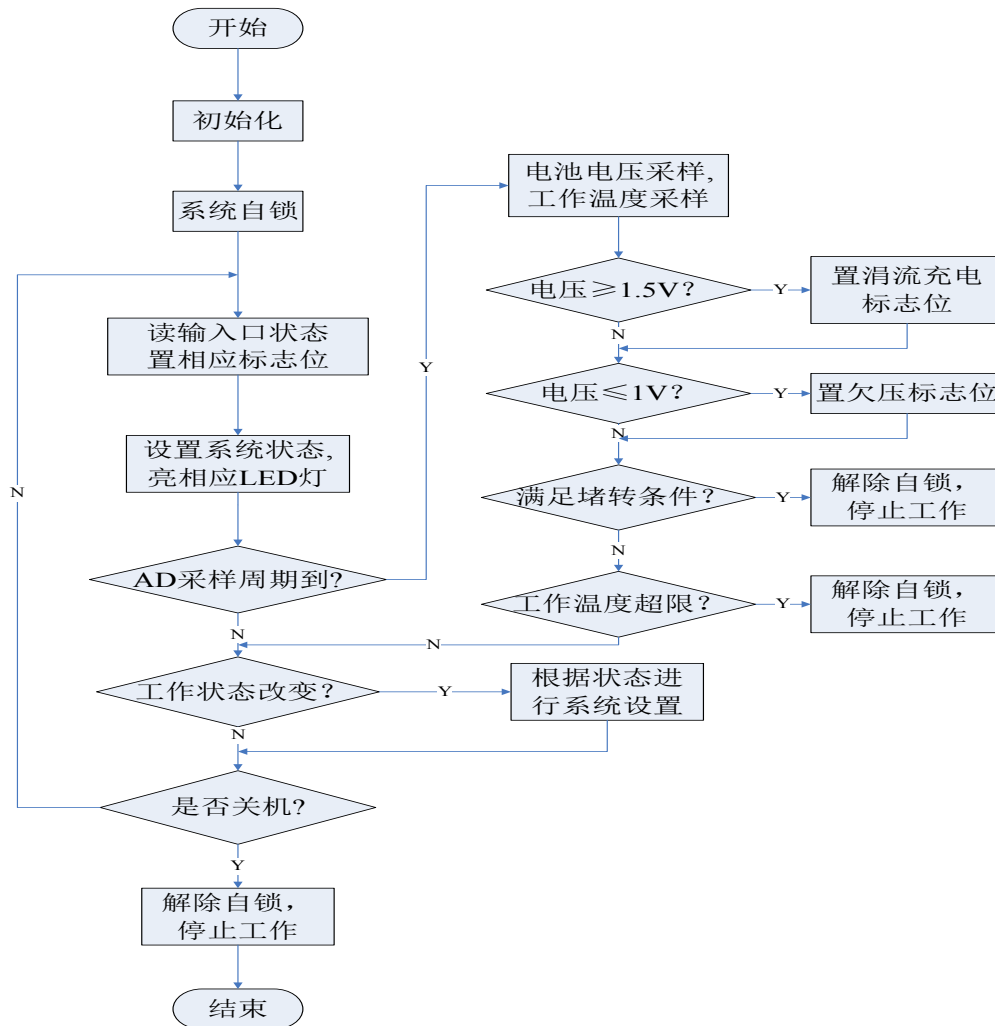 开始
初始化
系统自锁
读输入口状态
置相应标志位
设置系统状态,
亮相应LED灯
AD采样周期到?
Y
N
电池电压采样,
工作温度采样
电压≥1.5V?
Y
置涓流充电
标志位
N
电压≤1V?
Y
置欠压标志位
N
满足堵转条件?
Y
解除自锁，
停止工作
N
工作温度超限?
Y
解除自锁，
停止工作
N
工作状态改变?
Y
根据状态进
行系统设置
N
是否关机?
N
Y
解除自锁，
停止工作
结束